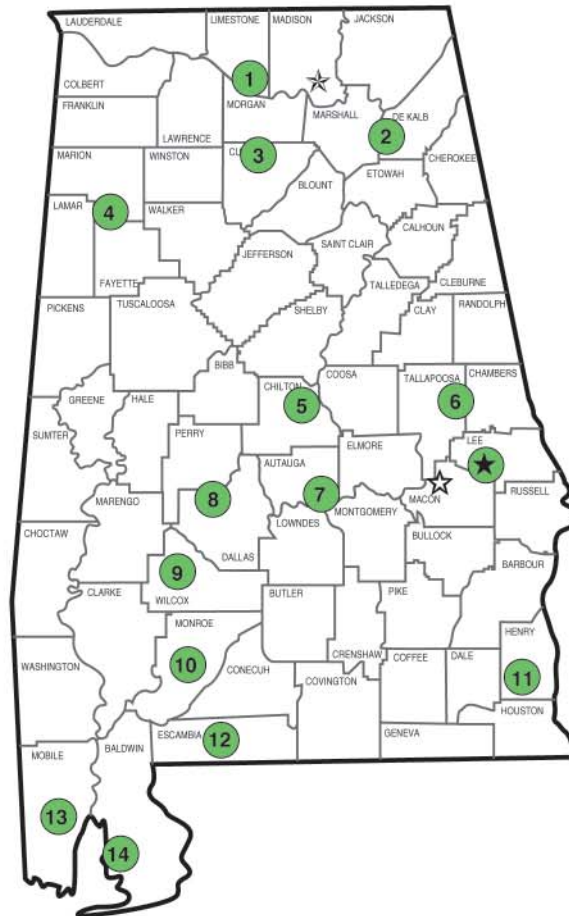 LAUDERDALE
LIMESTONE
MADISON
JACKSON
COLBERT
1
MORGAN
MARSHALL
DE KALB
2
FRANKLIN
LAWRENCE
3
CHEROKEE
MARION
WINSTON
BLOUNT
ETOWAH
LAMAR
4
WALKER
CALHOUN
JEFFERSON
SAINT CLAIR
FAYETTE
CLEBURNE
TALLEDEGA
PICKENS
TUSCALOOSA
SHELBY
CLAY
RANDOLPH
BIBB
COOSA
TALLAPOOSA
CHAMBERS
CHILTON
GREENE
HALE
5
6
SUMTER
PERRY
ELMORE
LEE
AUTAUGA
MARENGO
8
7
MACON
RUSSELL
LOWNDES
MONTGOMERY
CHOCTAW
DALLAS
BULLOCK
BARBOUR
9
CLARKE
WILCOX
BUTLER
PIKE
MONROE
HENRY
WASHINGTON
10
CONECUH
CRENSHAW
COFFEE
DALE
COVINGTON
11
HOUSTON
ESCAMBIA
12
GENEVA
MOBILE
BALDWIN
13
14